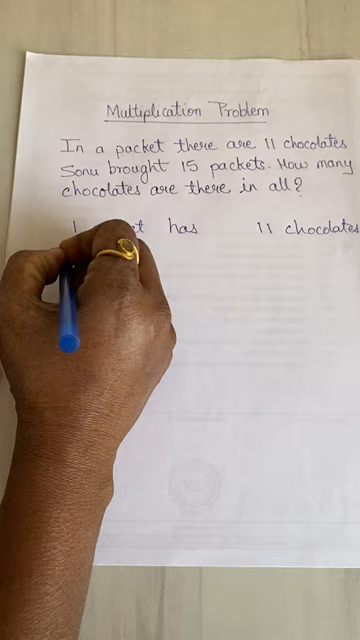 Multiplication Problem
In a packet there are 11 chocolates
Sonu brought 15 packets. How many
chocolates are there in all?
has 11 chocolates